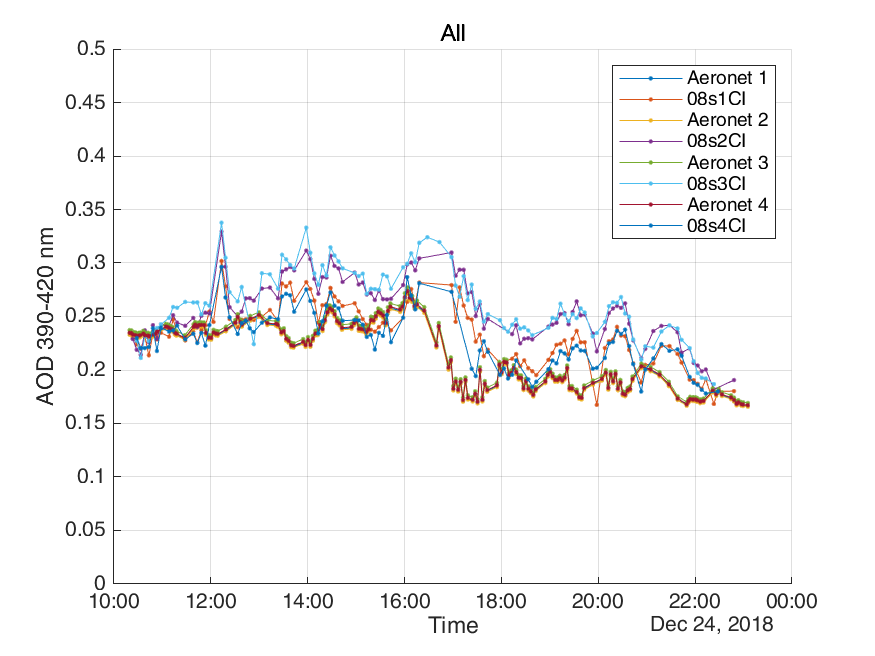 All
0.5
0.45
0.4
0.35
0.3
0.25
0.2
0.15
0.1
0.05
0
AOD 390-420 nm
Aeronet 1
08s1CI
Aeronet 2
08s2CI
Aeronet 3
08s3CI
Aeronet 4
08s4CI
10:00 12:00 14:00 16:00 18:00 20:00 22:00 00:00
Time
Dec 24, 2018